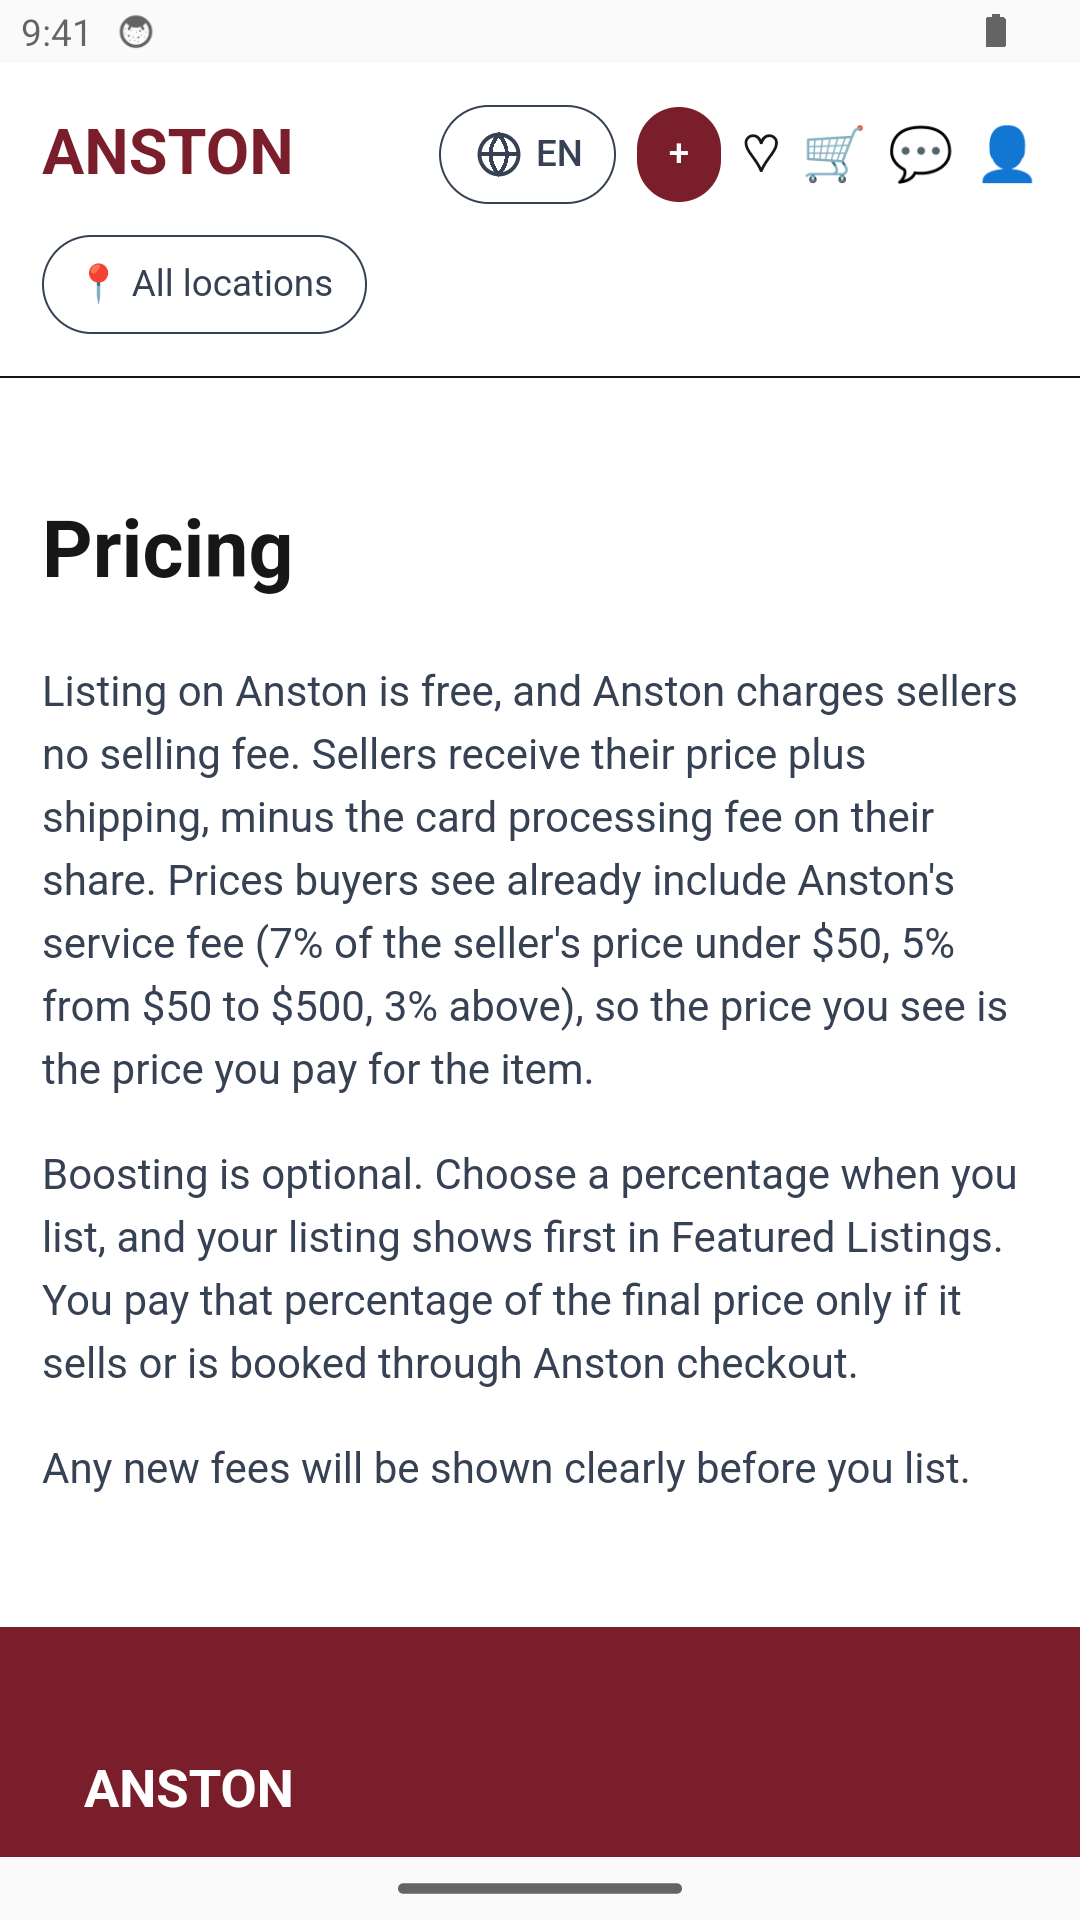 9:41
ANSTON
EN
+
All locations
Pricing
Listing on Anston is free, and Anston charges sellers
no selling fee. Sellers receive their price plus
shipping, minus the card processing fee on their
share. Prices buyers see already include Anston's
service fee (7% of the seller's price under $50, 5%
from $50 to $500, 3% above), so the price you see is
the price you pay for the item.
Boosting is optional. Choose a percentage when you
list, and your listing shows first in Featured Listings.
You pay that percentage of the final price only if it
sells or is booked through Anston checkout.
Any new fees will be shown clearly before you list.
ANSTON